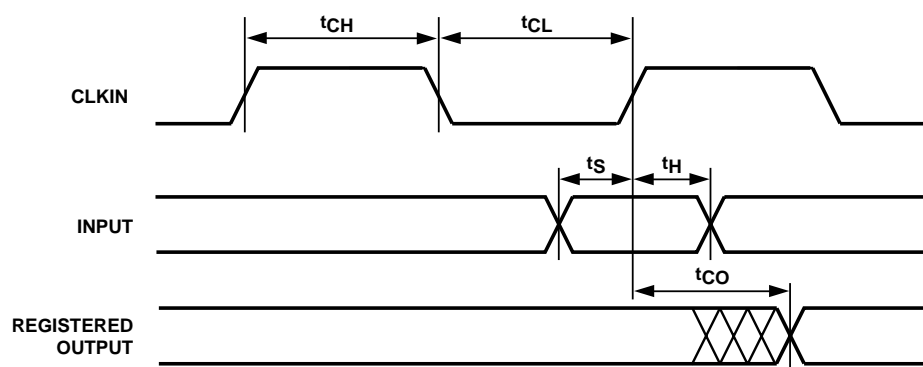 tCH
tCL
CLKIN
tS
tH
INPUT
tCO
REGISTERED
OUTPUT